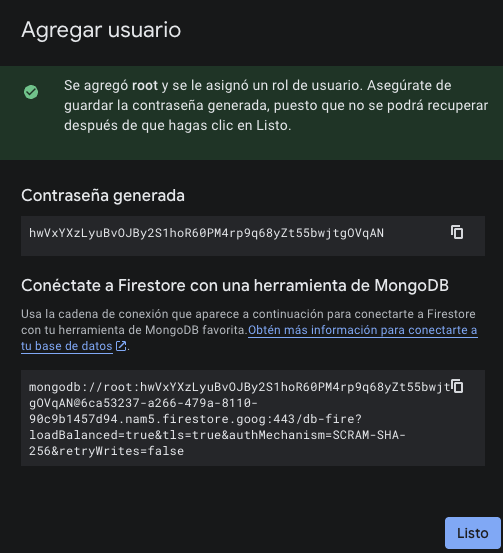 Agregar usuario
Se agregó root y se le asignó un rol de usuario. Asegúrate de
guardar la contraseña generada, puesto que no se podrá recuperar
después de que hagas clic en Listo.
Contraseña generada
hwVxYXzLyuBvOJBy2S1hoR60PM4rp9q68yZt55bwjtgOVqAN
Conéctate a Firestore con una herramienta de MongoDB
Usa la cadena de conexión que aparece a continuación para conectarte a Firestore
con tu herramienta de MongoDB favorita.Obtén más información para conectarte a
tu base de datos.
mongodb://root:hwVxYXzLyuBvOJBy2S1hoR60PM4rp9q68yZt55bwjt
gOVqAN@6ca53237-a266-479a-8110-
90c9b1457d94.nam5.firestore.goog:443/db-fire?
loadBalanced=true&tls=true&authMechanism=SCRAM-SHA-
256&retryWrites=false
Listo